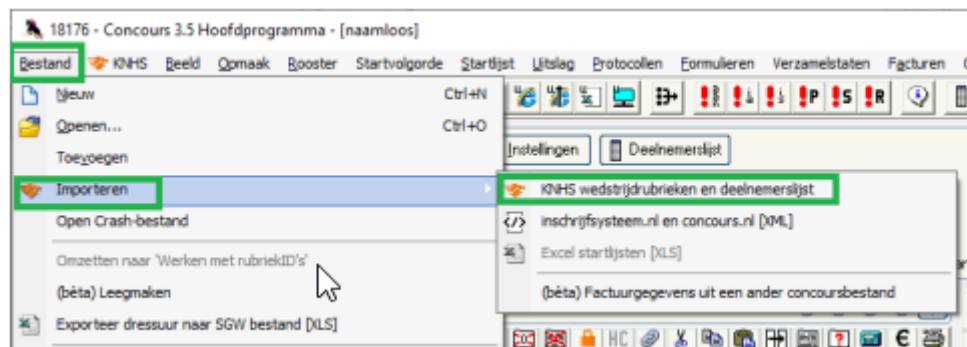 18176 - Concours 3.5 Hoofdprogramma - [naamloos]
Bestand KNHS Beeld Opmaak Rooster Startvolgorde Startlijst Uitslag Protocollen Formulieren Verzamelstaten Facturen
Nieuw Ctrl+N
Openen... Ctrl+O
Toevoegen
Instellingen Deelnemerslijst
Importeren
KNHS wedstrijdrubrieken en deelnemerslijst
Open Crash-bestand
inschrijfsysteem.nl en concours.nl [XML]
Excel startlijsten [XLS]
Omzetten naar 'Werken met rubriekID's'
(bèta) Leegmaken
(bèta) Factuurgegevens uit een ander concoursbestand
Exporteer dressuur naar SGW bestand [XLS]
HC